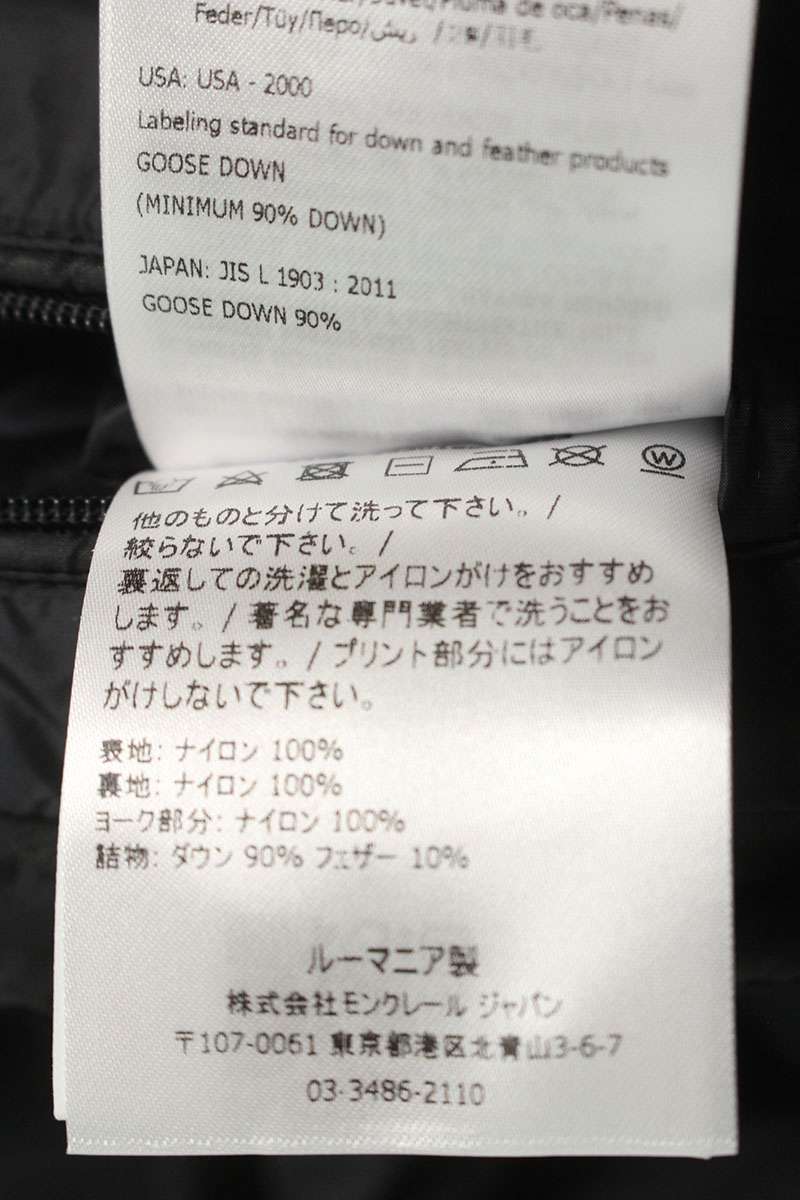 Feder/Tüy/Перо/ريش/
USA: USA - 2000
Labeling standard for down and feather products
GOOSE DOWN
(MINIMUM 90% DOWN)
JAPAN: JIS L 1903 : 2011
GOOSE DOWN 90%
W
他のものと分けて洗って下さい。/
絞らないで下さい。/
裏返しての洗濯とアイロンがけをおすすめ
します。/ 著名な専門業者で洗うことをお
すすめします。/ プリント部分にはアイロン
がけしないで下さい。
表地: ナイロン 100%
裏地: ナイロン 100%
ヨーク部分: ナイロン 100%
詰物: ダウン 90% フェザー 10%
ルーマニア製
株式会社モンクレール ジャパン
〒107-0061 東京都港区北青山3-6-7
03-3486-2110